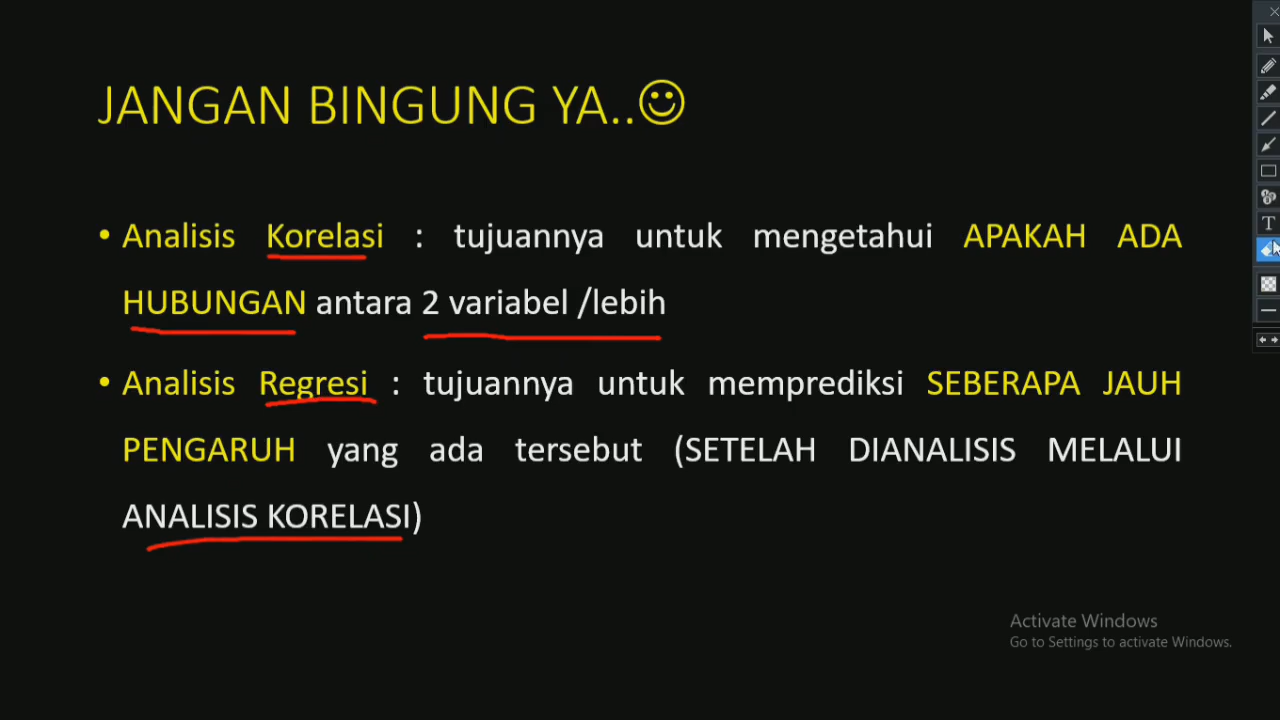 JANGAN BINGUNG YA..☺
• Analisis Korelasi : tujuannya untuk mengetahui APAKAH ADA
HUBUNGAN antara 2 variabel /lebih
• Analisis Regresi : tujuannya untuk memprediksi SEBERAPA JAUH
PENGARUH yang ada tersebut (SETELAH DIANALISIS MELALUI
ANALISIS KORELASI)
Activate Windows
Go to Settings to activate Windows.